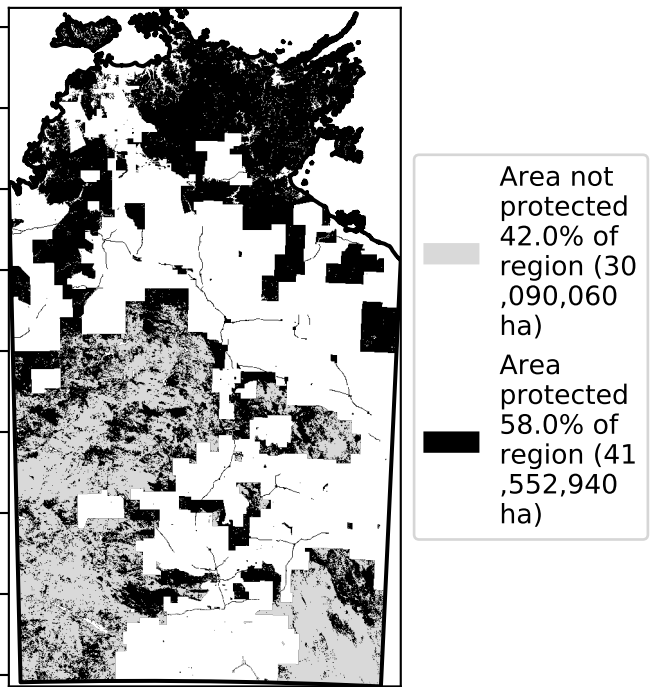 Area not
protected
42.0% of
region (30
,090,060
ha)
Area
protected
58.0% of
region (41
,552,940
ha)